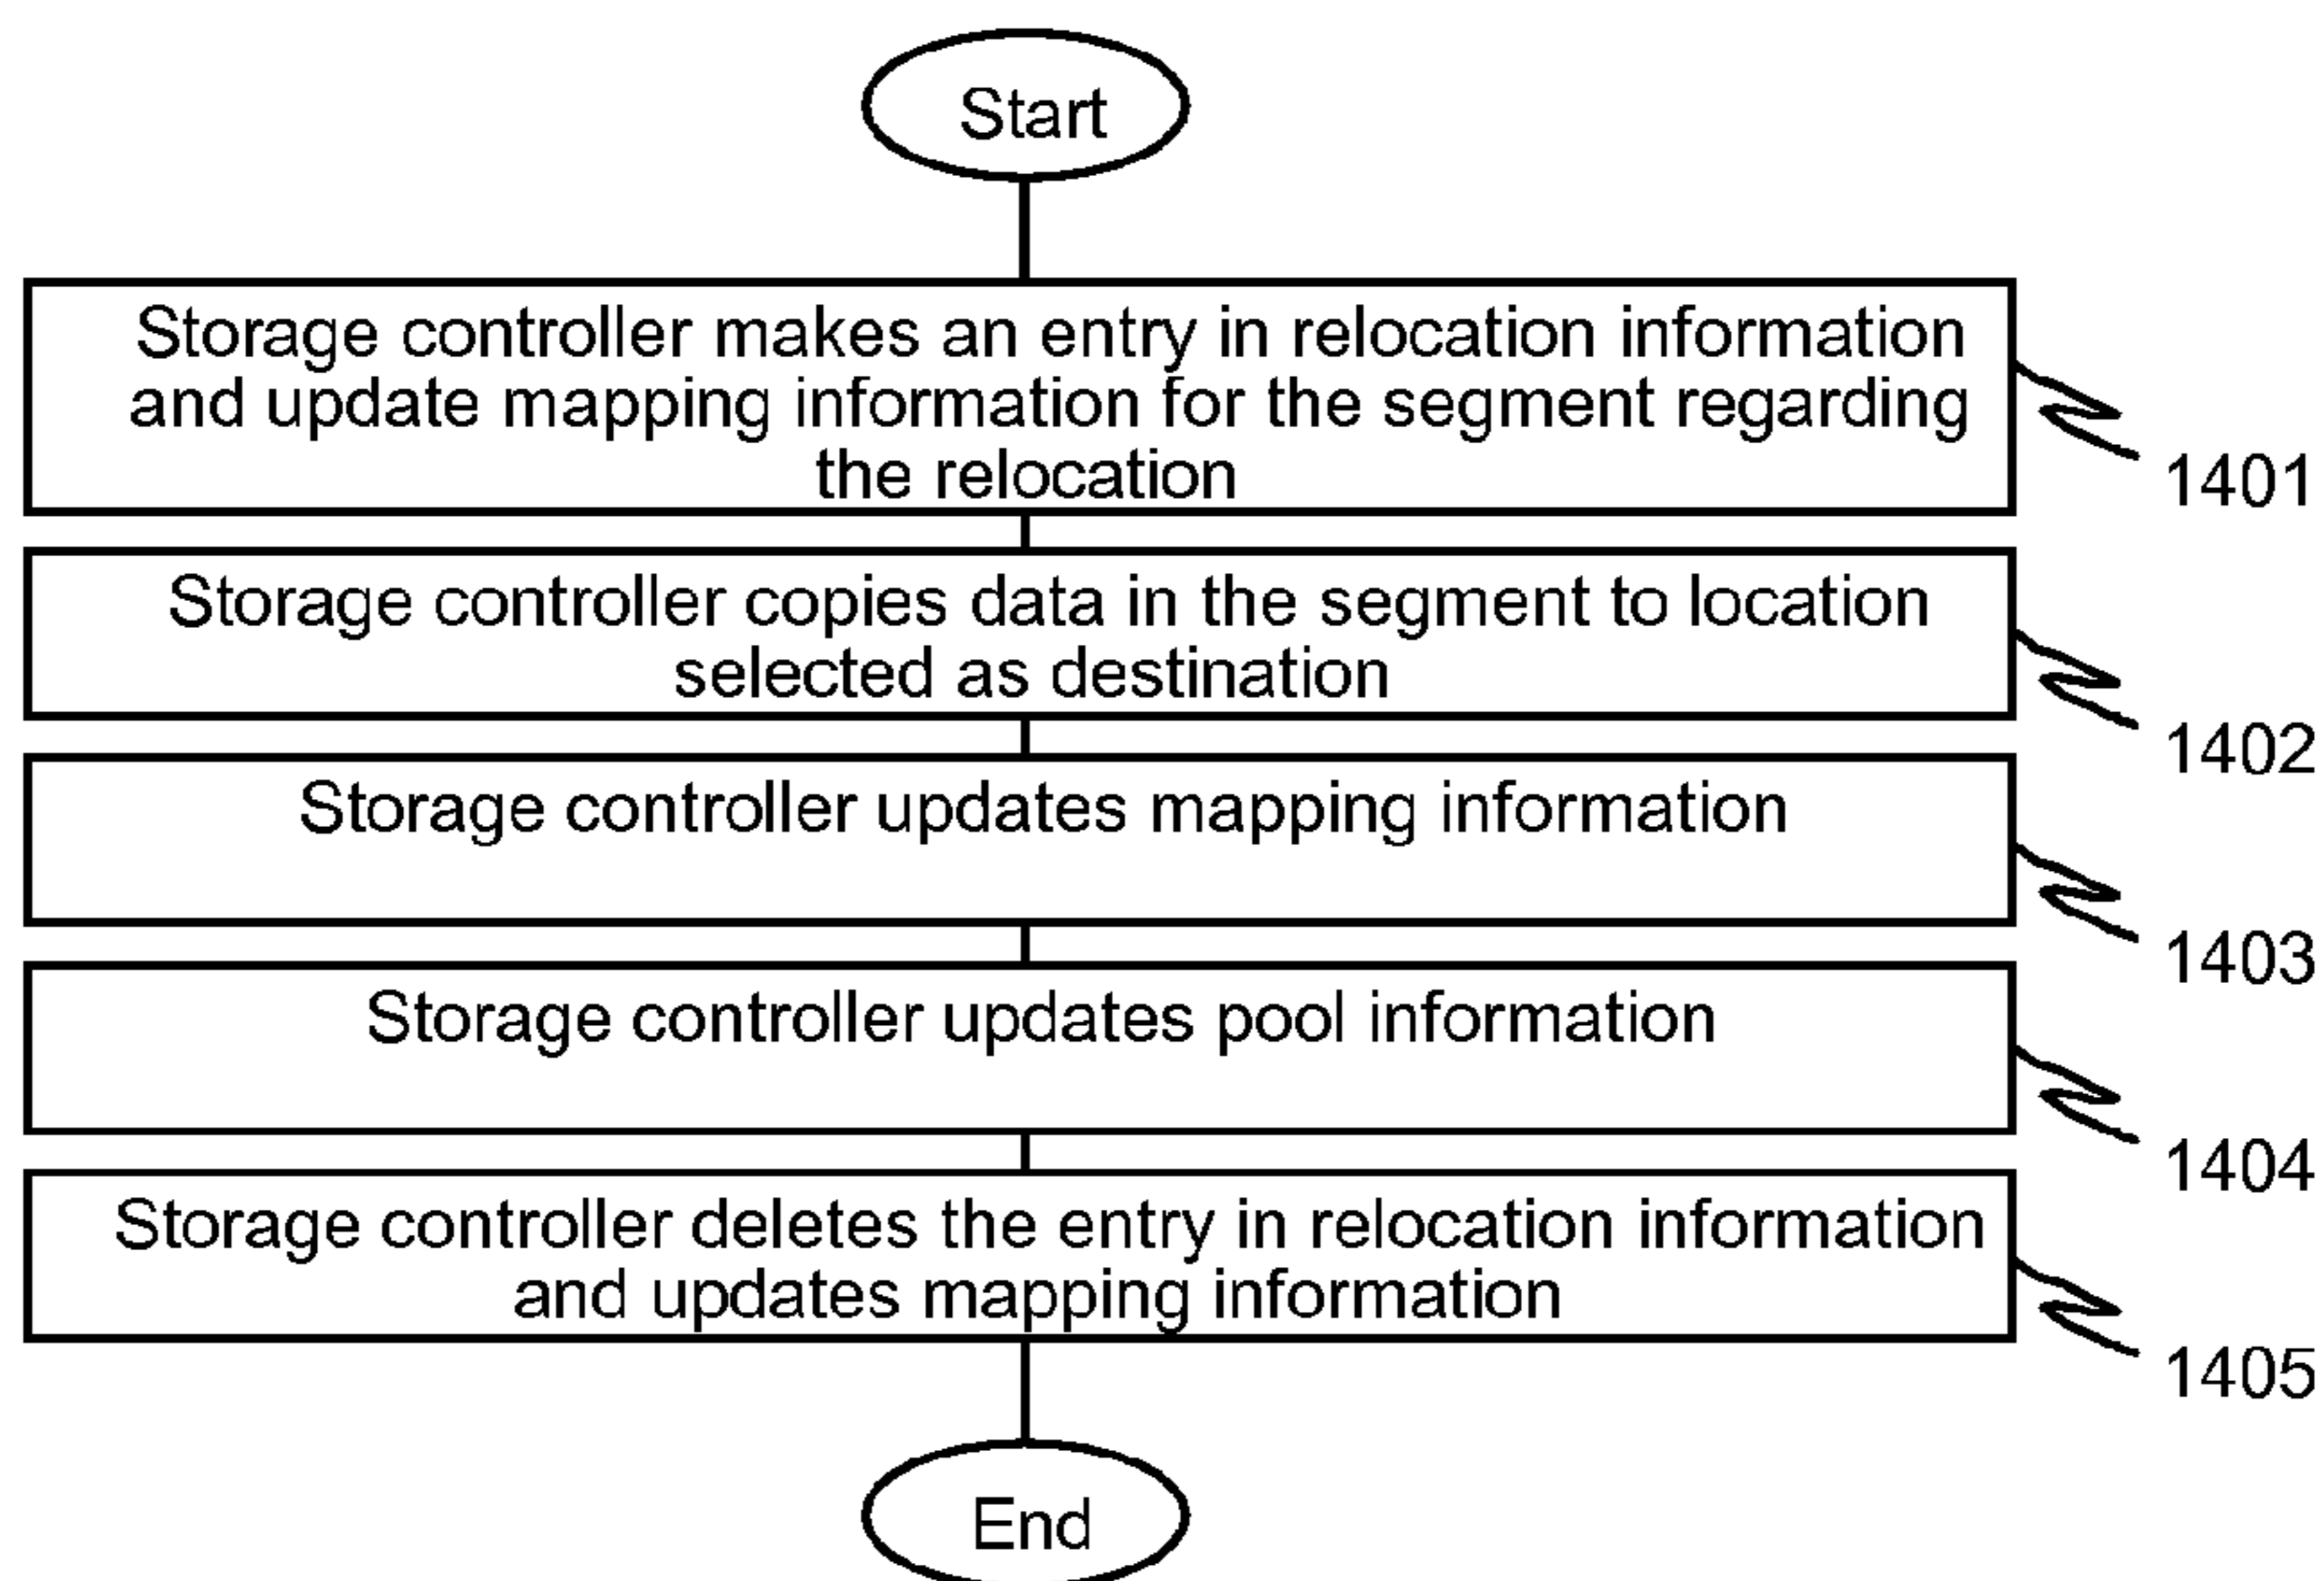 Start
Storage controller makes an entry in relocation information
and update mapping information for the segment regarding
the relocation
1401
Storage controller copies data in the segment to location
selected as destination
1402
Storage controller updates mapping information
1403
Storage controller updates pool information
1404
Storage controller deletes the entry in relocation information
and updates mapping information
1405
End